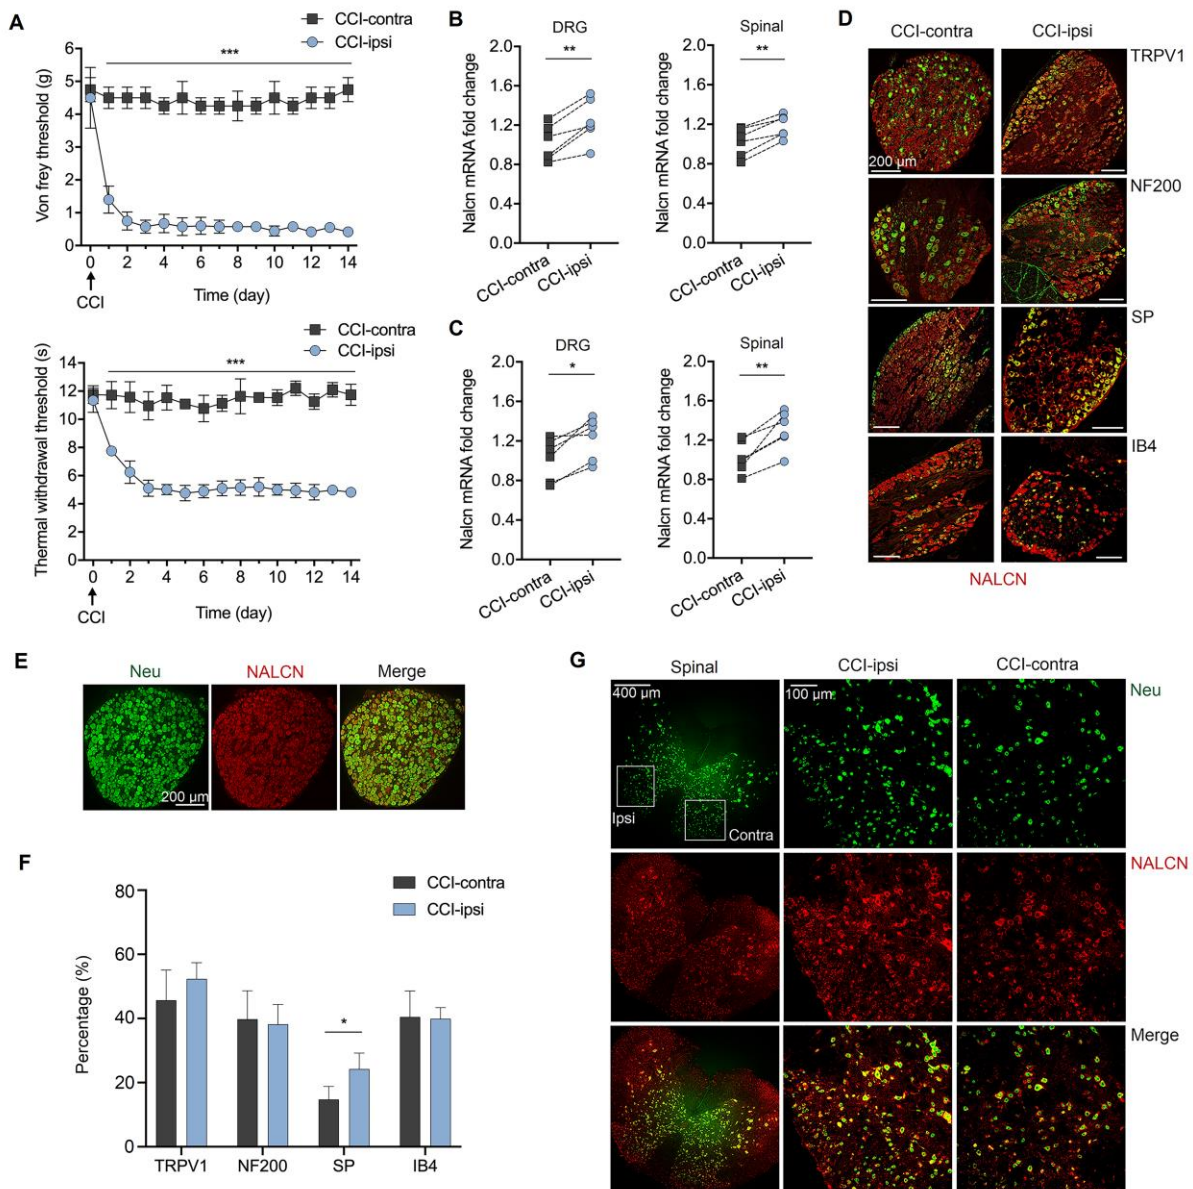 A
CCI-contra
CCI-ipsi
***
Von frey threshold (g)
6
5
4
3
2
1
0
0 2 4 6 8 10 12 14
CCI
Time (day)
CCI-contra
CCI-ipsi
***
Thermal withdrawal threshold (s)
14
12
10
8
6
4
2
0
0 2 4 6 8 10 12 14
CCI
Time (day)
B
DRG
**
Nalcn mRNA fold change
2.0
1.6
1.2
0.8
0.4
0.0
CCI-contra
CCI-ipsi
Spinal
**
Nalcn mRNA fold change
2.0
1.6
1.2
0.8
0.4
0.0
CCI-contra
CCI-ipsi
C
DRG
*
Nalcn mRNA fold change
2.0
1.6
1.2
0.8
0.4
0.0
CCI-contra
CCI-ipsi
Spinal
**
Nalcn mRNA fold change
2.0
1.6
1.2
0.8
0.4
0.0
CCI-contra
CCI-ipsi
D
CCI-contra CCI-ipsi
TRPV1
200 μm
NF200
SP
IB4
NALCN
E
Neu NALCN Merge
200 μm
F
CCI-contra
CCI-ipsi
Percentage (%)
80
60
40
20
0
*
TRPV1 NF200 SP IB4
G
Spinal CCI-ipsi CCI-contra
400 μm 100 μm
Neu
Ipsi
Contra
NALCN
Merge